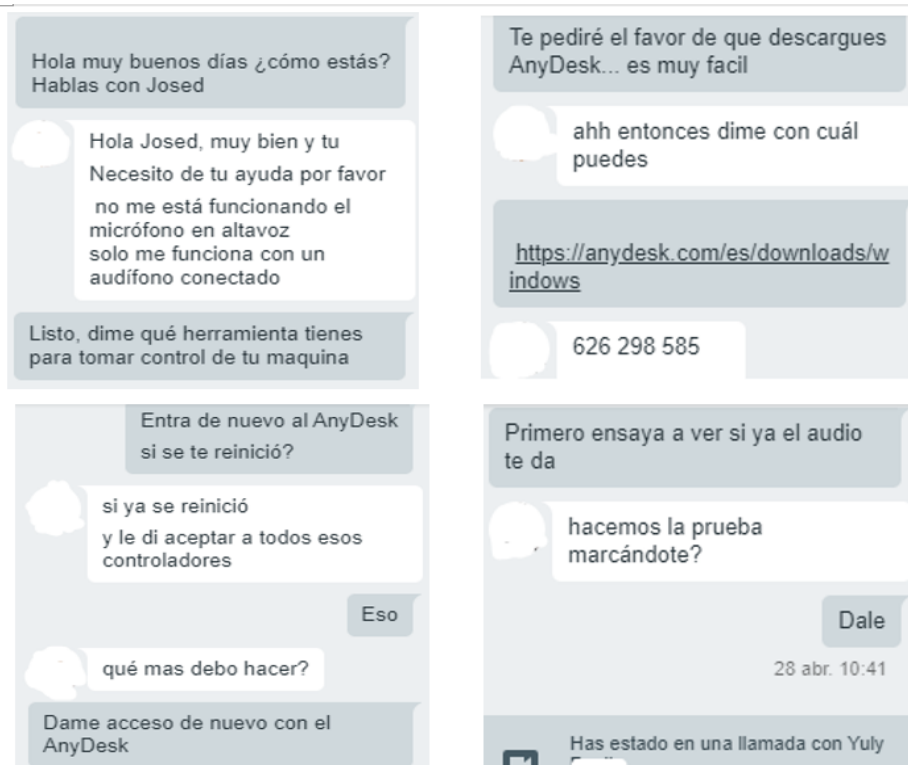 Hola muy buenos días ¿cómo estás?
Hablas con Josed
Hola Josed, muy bien y tu
Necesito de tu ayuda por favor
no me está funcionando el
micrófono en altavoz
solo me funciona con un
audífono conectado
Listo, dime qué herramienta tienes
para tomar control de tu maquina
Te pediré el favor de que descargues
AnyDesk... es muy facil
ahh entonces dime con cuál
puedes
https://anydesk.com/es/downloads/w
indows
626 298 585
Entra de nuevo al AnyDesk
si se te reinició?
si ya se reinició
y le di aceptar a todos esos
controladores
Eso
qué mas debo hacer?
Dame acceso de nuevo con el
AnyDesk
Primero ensaya a ver si ya el audio
te da
hacemos la prueba
marcándote?
Dale
28 abr. 10:41
Has estado en una llamada con Yuly